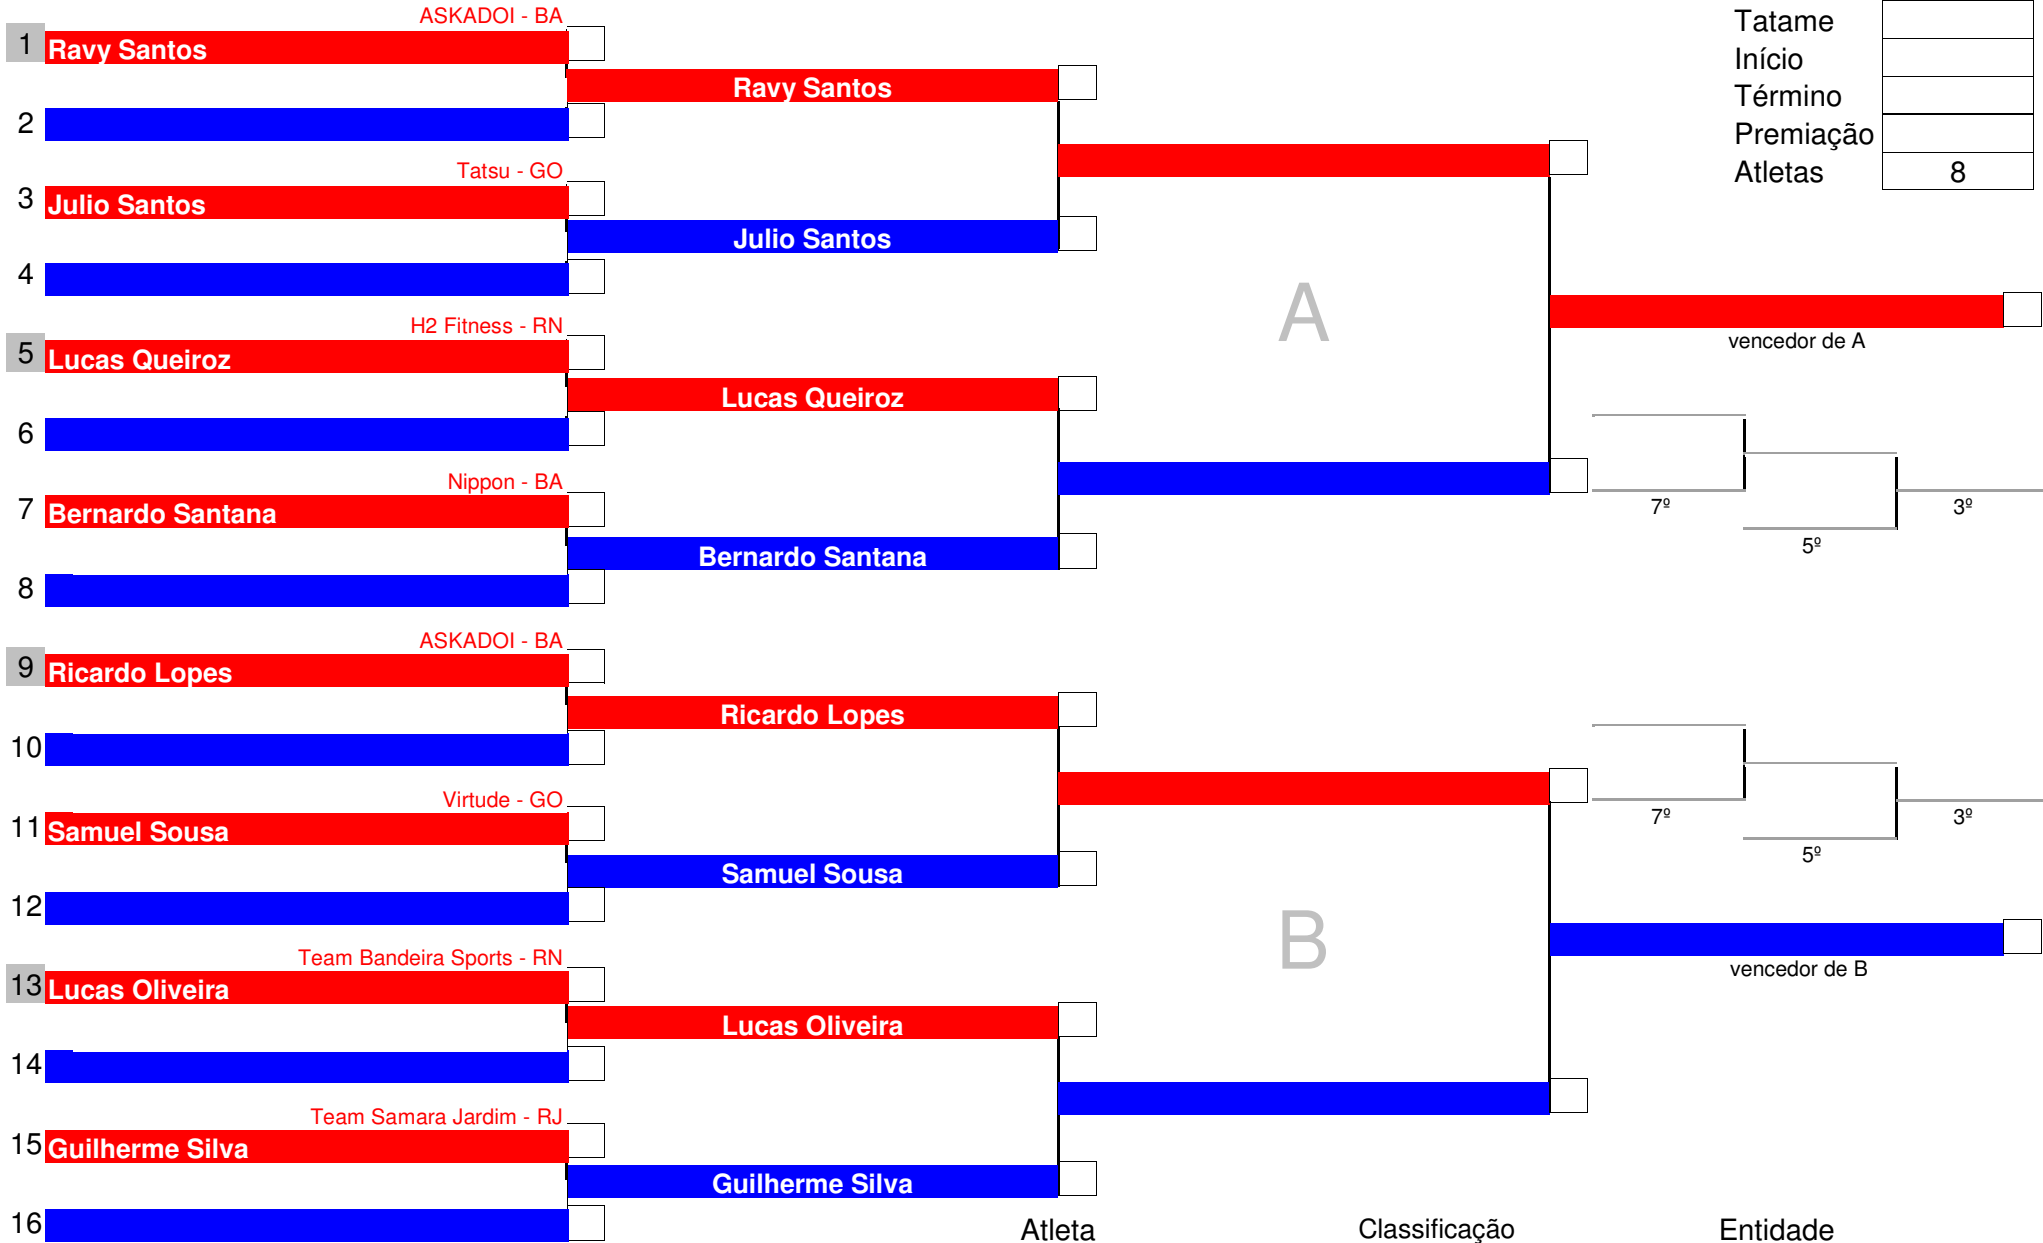 ASKADOI - BA
1 Ravy Santos
Ravy Santos
2
Tatsu - GO
3 Julio Santos
Julio Santos
4
H2 Fitness - RN
5 Lucas Queiroz
Lucas Queiroz
6
Nippon - BA
7 Bernardo Santana
Bernardo Santana
8
ASKADOI - BA
9 Ricardo Lopes
Ricardo Lopes
10
Virtude - GO
11 Samuel Sousa
Samuel Sousa
12
Team Bandeira Sports - RN
13 Lucas Oliveira
Lucas Oliveira
14
Team Samara Jardim - RJ
15 Guilherme Silva
Guilherme Silva
16
A
B
Tatame
Início
Término
Premiação
Atletas 8
vencedor de A
7º
5º
3º
7º
5º
3º
vencedor de B
Atleta Classificação Entidade